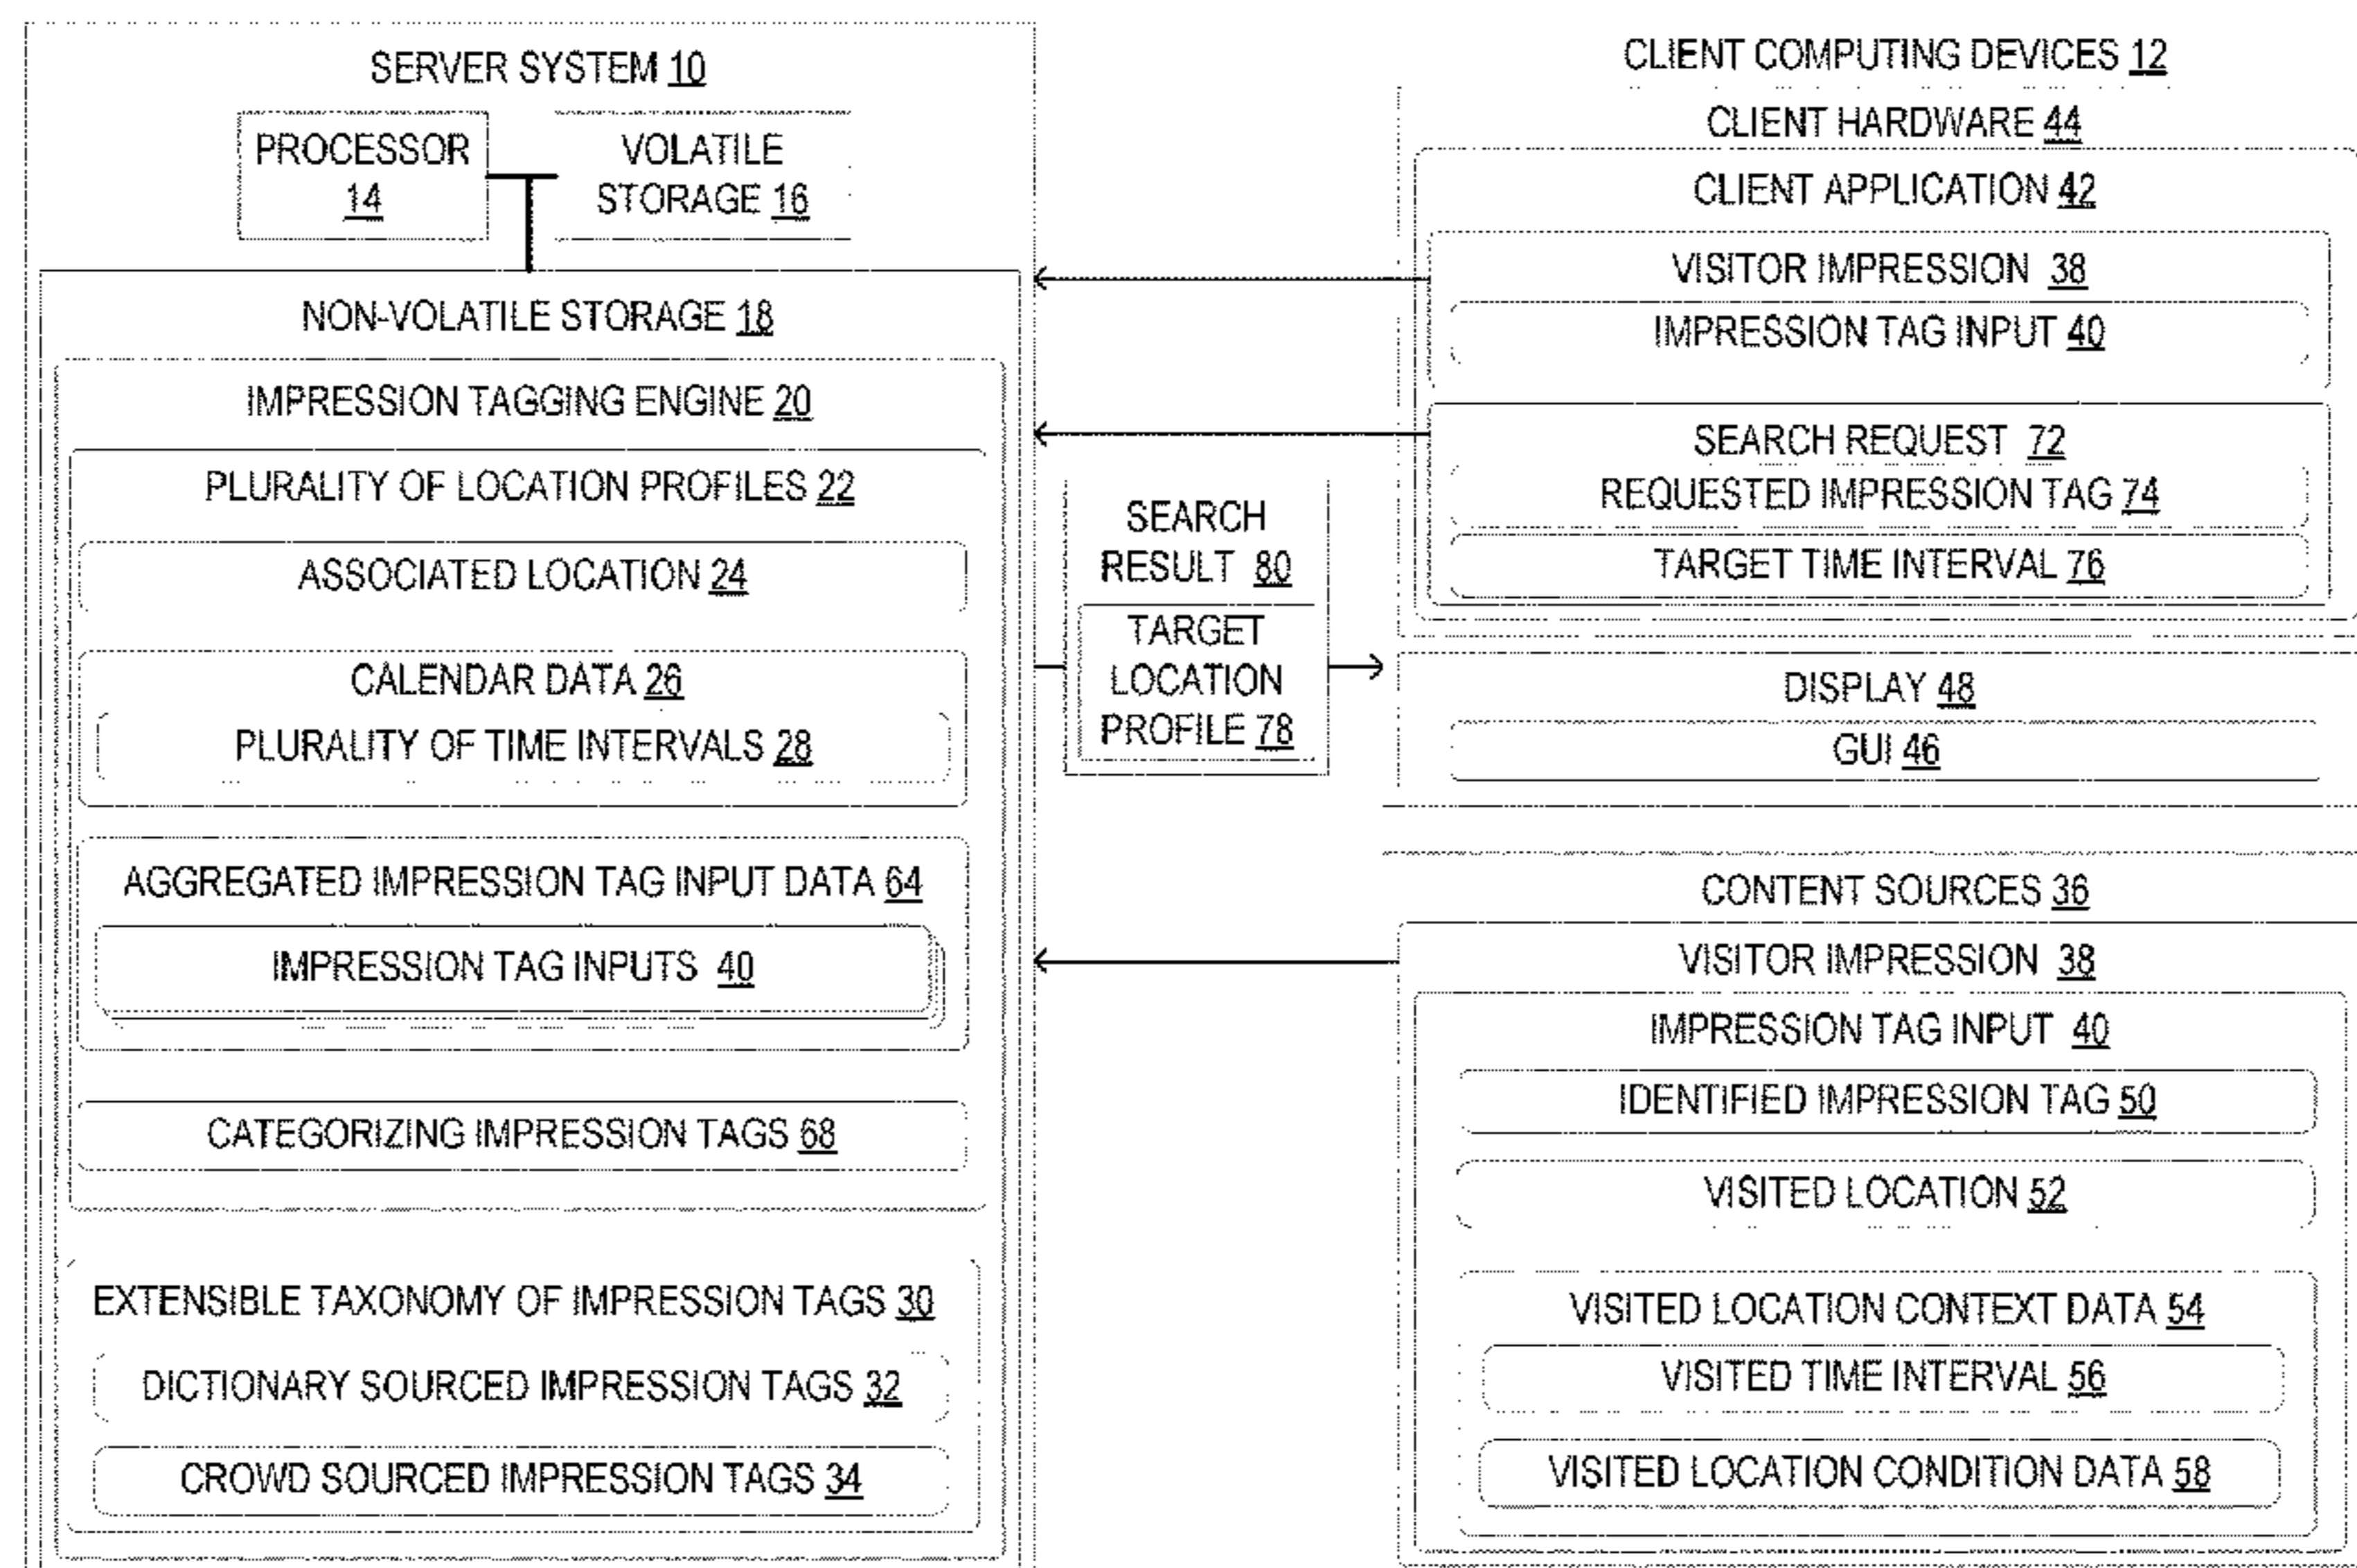 SERVER SYSTEM 10
PROCESSOR
14
VOLATILE
STORAGE 16
NON-VOLATILE STORAGE 18
IMPRESSION TAGGING ENGINE 20
PLURALITY OF LOCATION PROFILES 22
ASSOCIATED LOCATION 24
CALENDAR DATA 26
PLURALITY OF TIME INTERVALS 28
AGGREGATED IMPRESSION TAG INPUT DATA 64
IMPRESSION TAG INPUTS 40
CATEGORIZING IMPRESSION TAGS 68
EXTENSIBLE TAXONOMY OF IMPRESSION TAGS 30
DICTIONARY SOURCED IMPRESSION TAGS 32
CROWD SOURCED IMPRESSION TAGS 34
SEARCH
RESULT 80
TARGET
LOCATION
PROFILE 78
CLIENT COMPUTING DEVICES 12
CLIENT HARDWARE 44
CLIENT APPLICATION 42
VISITOR IMPRESSION 38
IMPRESSION TAG INPUT 40
SEARCH REQUEST 72
REQUESTED IMPRESSION TAG 74
TARGET TIME INTERVAL 76
DISPLAY 48
GUI 46
CONTENT SOURCES 36
VISITOR IMPRESSION 38
IMPRESSION TAG INPUT 40
IDENTIFIED IMPRESSION TAG 50
VISITED LOCATION 52
VISITED LOCATION CONTEXT DATA 54
VISITED TIME INTERVAL 56
VISITED LOCATION CONDITION DATA 58